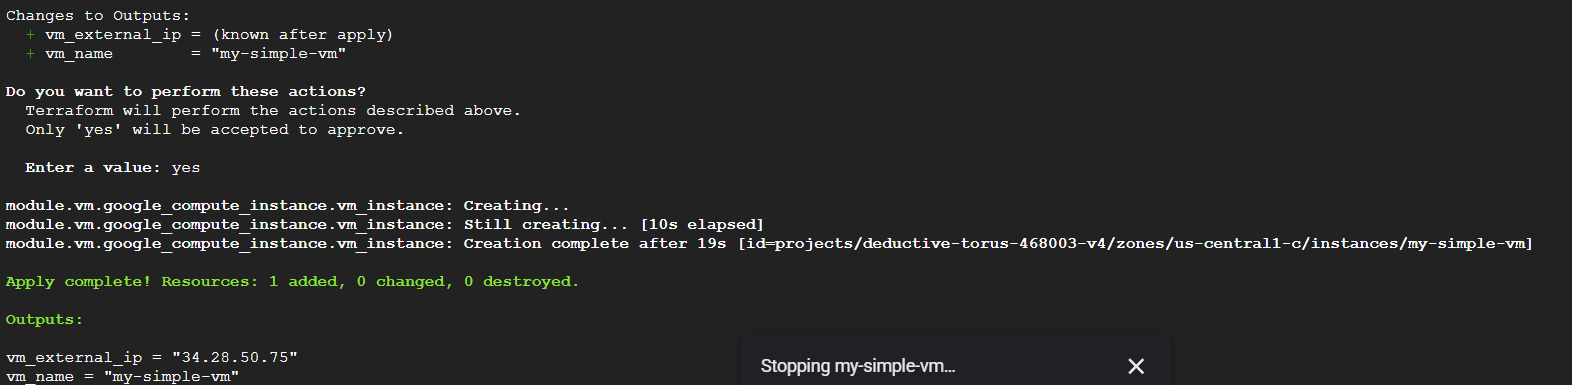 Changes to Outputs:
  + vm_external_ip = (known after apply)
  + vm_name        = "my-simple-vm"
Do you want to perform these actions?
  Terraform will perform the actions described above.
  Only 'yes' will be accepted to approve.
  Enter a value: yes
module.vm.google_compute_instance.vm_instance: Creating...
module.vm.google_compute_instance.vm_instance: Still creating... [10s elapsed]
module.vm.google_compute_instance.vm_instance: Creation complete after 19s [id=projects/deductive-torus-468003-v4/zones/us-central1-c/instances/my-simple-vm]
Apply complete! Resources: 1 added, 0 changed, 0 destroyed.
Outputs:
vm_external_ip = "34.28.50.75"
vm_name = "my-simple-vm"
Stopping my-simple-vm...